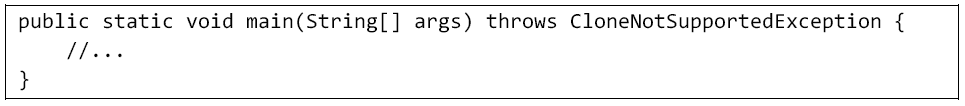 public static void main(String[] args) throws CloneNotSupportedException {
    //...
}